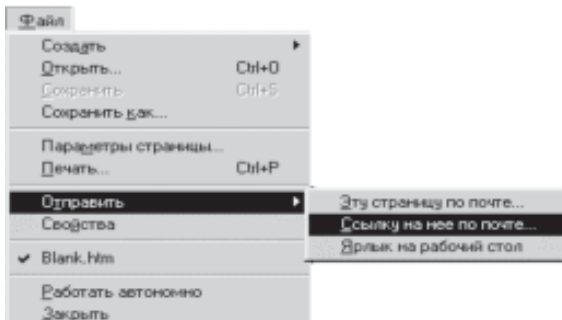 Файл
Создать
Открыть... Ctrl+O
Сохранить Ctrl+S
Сохранить как...
Параметры страницы...
Печать... Ctrl+P
Отправить
Эту страницу по почте...
Свойства
Ссылку на нее по почте...
Ярлык на рабочий стол
Blank.htm
Работать автономно
Закрыть